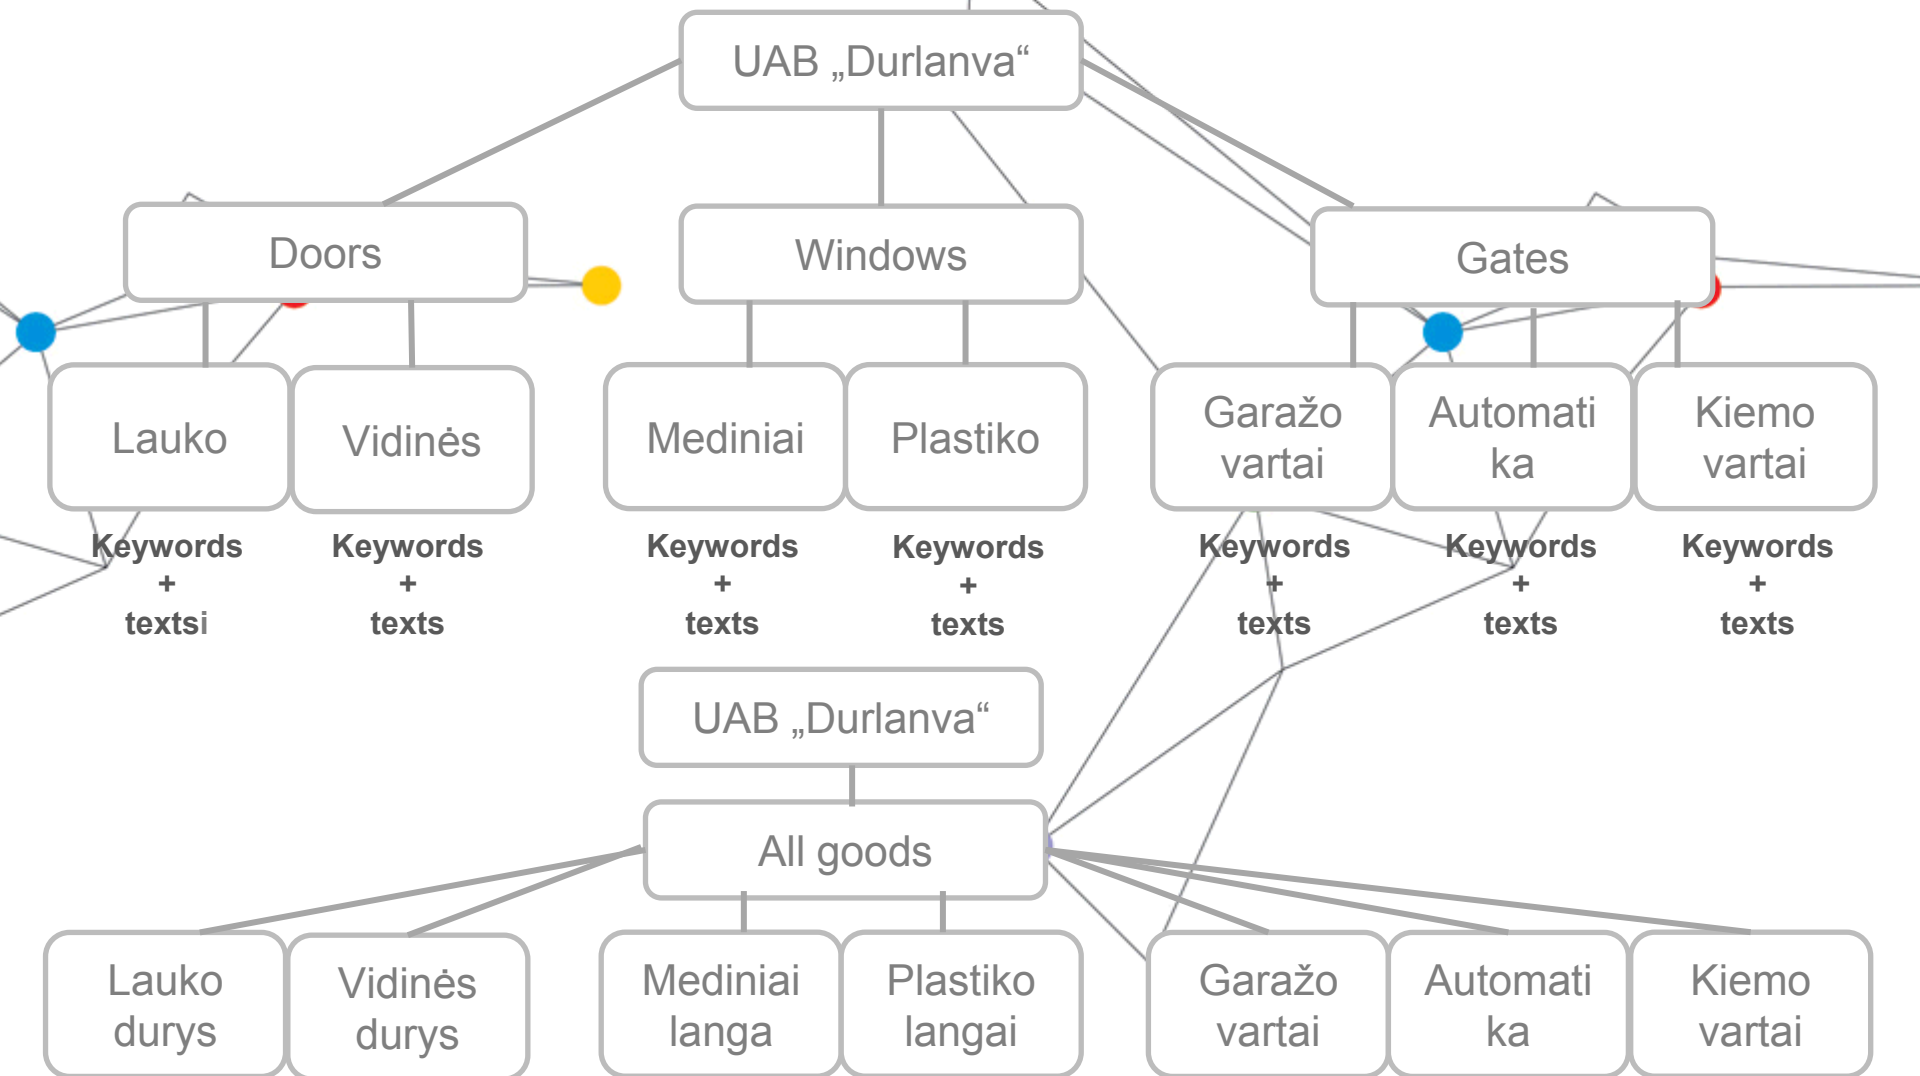 UAB „Durlanva“
Doors
Windows
Gates
Lauko
Vidinės
Mediniai
Plastiko
Garažo
vartai
Automati
ka
Kiemo
vartai
Keywords
+
textsi
Keywords
+
texts
Keywords
+
texts
Keywords
+
texts
Keywords
+
texts
Keywords
+
texts
Keywords
+
texts
UAB „Durlanva“
All goods
Lauko
durys
Vidinės
durys
Mediniai
langa
Plastiko
langai
Garažo
vartai
Automati
ka
Kiemo
vartai